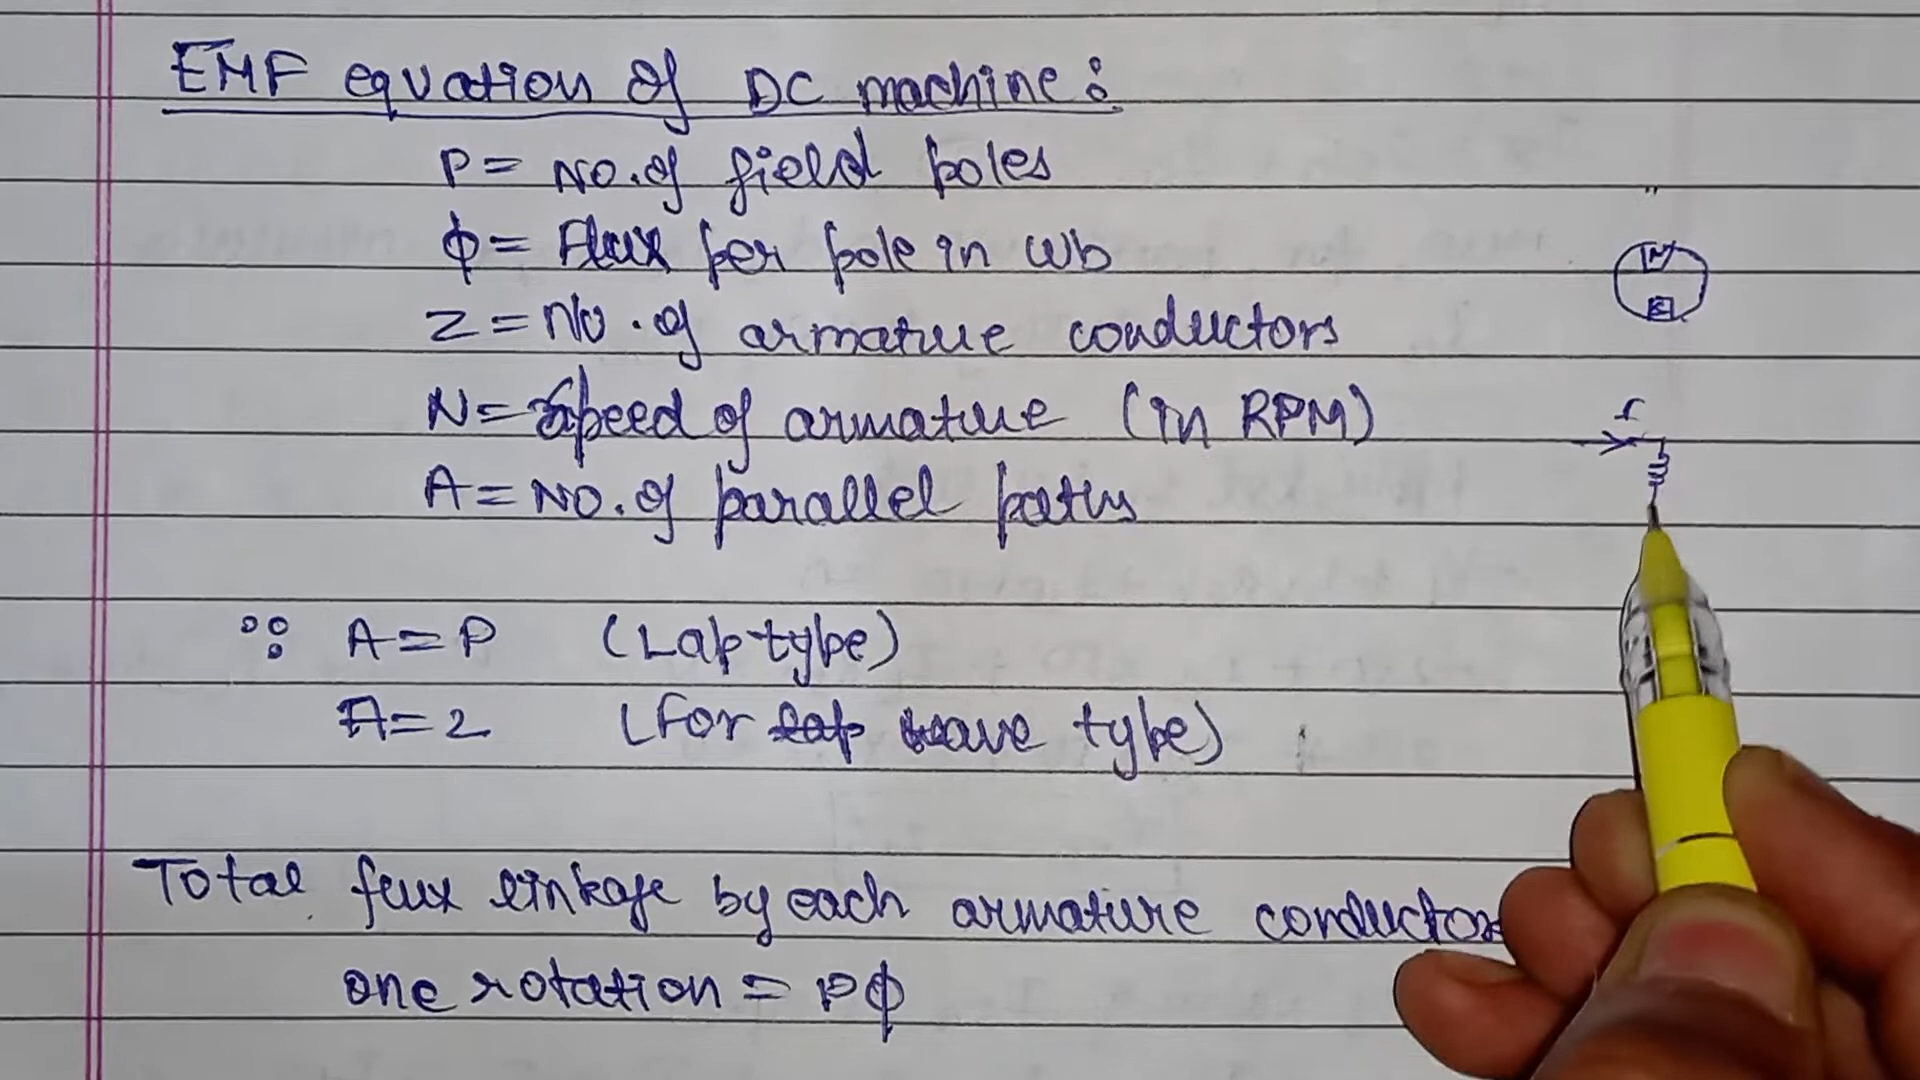 EMF equation of DC machine:
P = NO. of field poles
ϕ = Flux per pole in wb
Z = No. of armature conductors
N = Speed of armature (in RPM)
A = NO. of parallel paths
∵ A = P (Lap type)
A = 2 (For lap wave type)
Total flux linkage by each armature conductor
one rotation = Pϕ
N